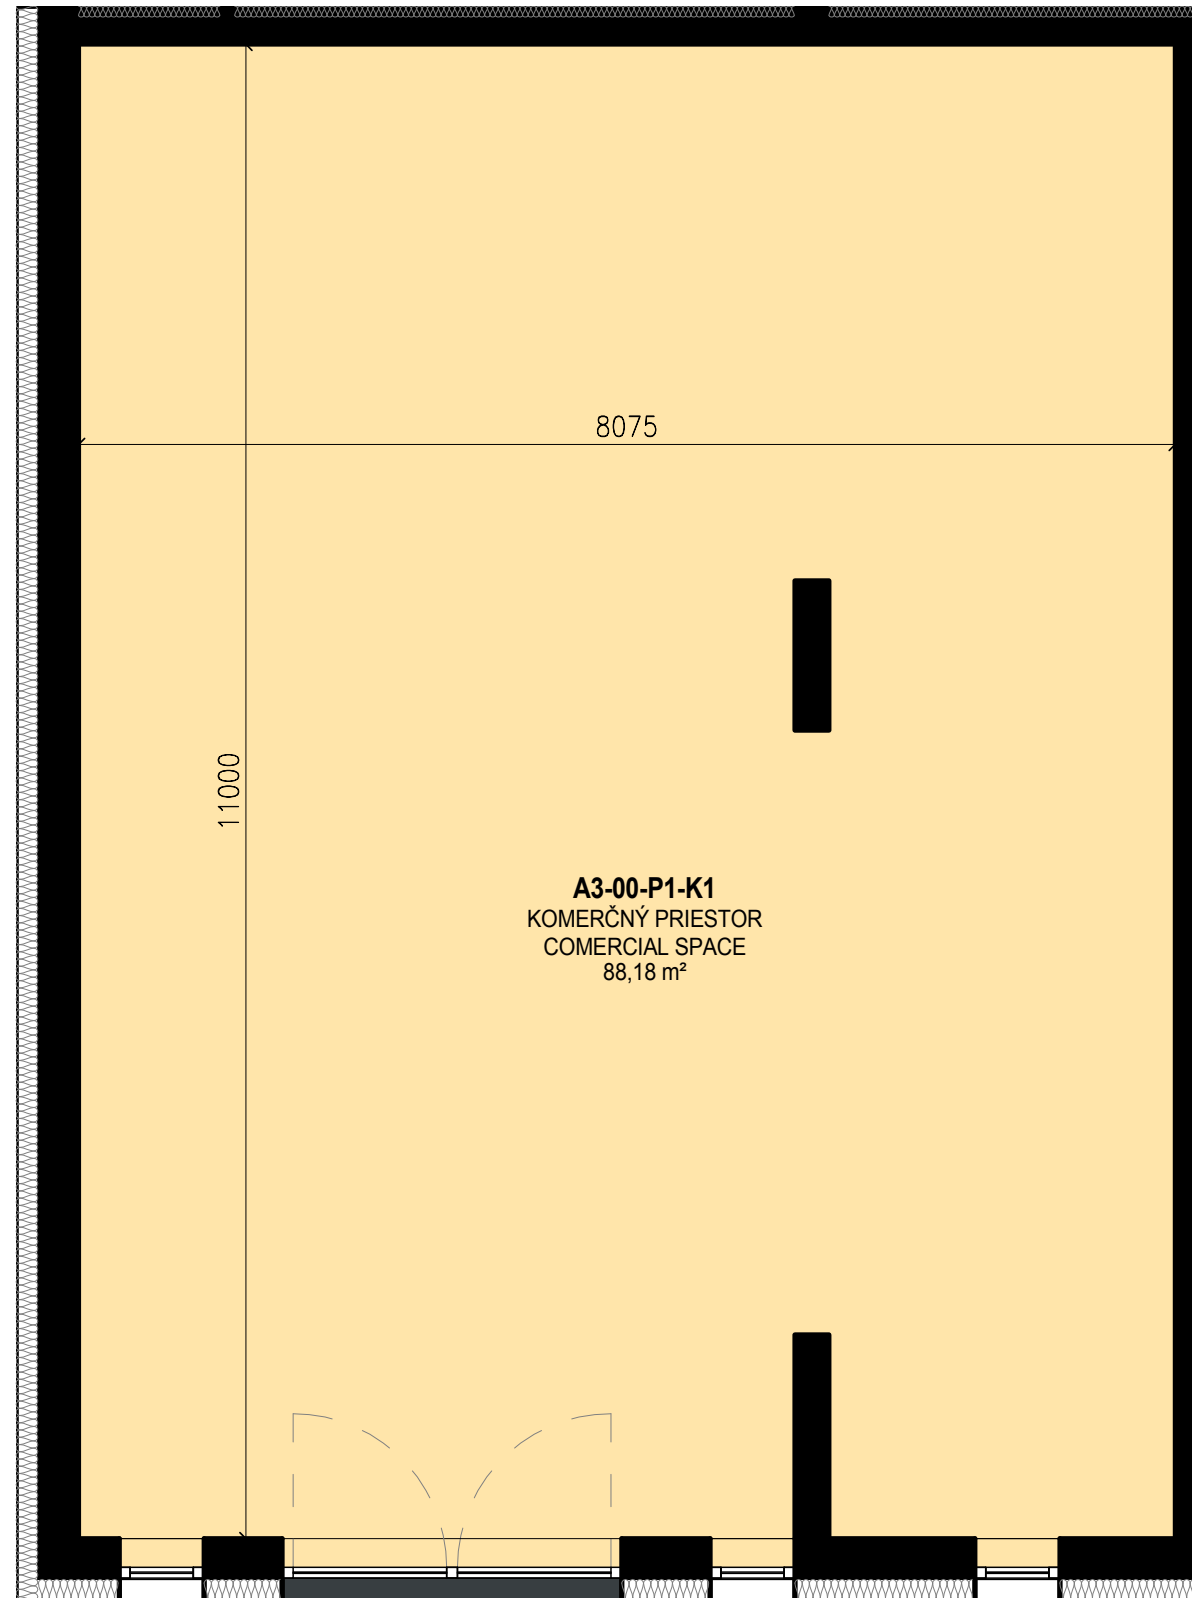 8075
11000
A3-00-P1-K1
KOMERČNÝ PRIESTOR
COMERCIAL SPACE
88,18 m²